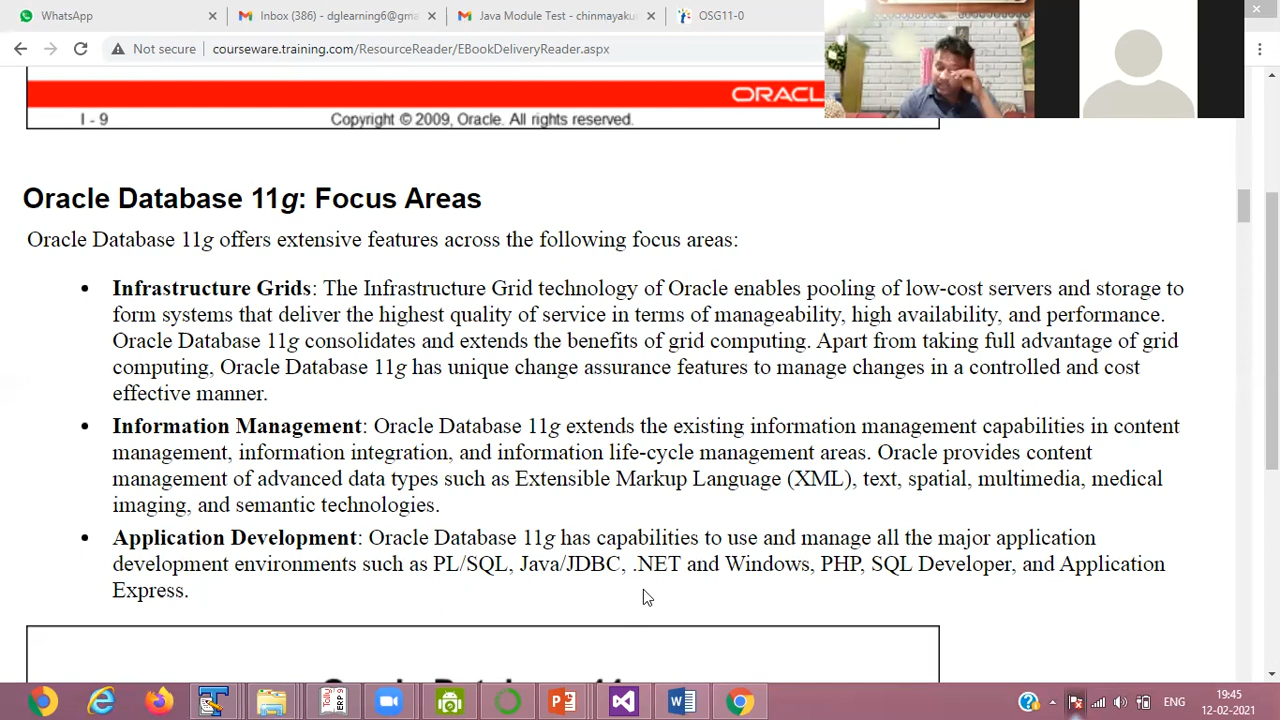 WhatsApp
Inbox (398) - dglearning6@gma
Java Module Test - chinmayaku
OSG11-0
Not secure courseware.training.com/ResourceReader/EBookDeliveryReader.aspx
ORACL
I - 9
Copyright © 2009, Oracle. All rights reserved.
Oracle Database 11g: Focus Areas
Oracle Database 11g offers extensive features across the following focus areas:
• Infrastructure Grids: The Infrastructure Grid technology of Oracle enables pooling of low-cost servers and storage to
form systems that deliver the highest quality of service in terms of manageability, high availability, and performance.
Oracle Database 11g consolidates and extends the benefits of grid computing. Apart from taking full advantage of grid
computing, Oracle Database 11g has unique change assurance features to manage changes in a controlled and cost
effective manner.
• Information Management: Oracle Database 11g extends the existing information management capabilities in content
management, information integration, and information life-cycle management areas. Oracle provides content
management of advanced data types such as Extensible Markup Language (XML), text, spatial, multimedia, medical
imaging, and semantic technologies.
• Application Development: Oracle Database 11g has capabilities to use and manage all the major application
development environments such as PL/SQL, Java/JDBC, .NET and Windows, PHP, SQL Developer, and Application
Express.
ENG
19:45
12-02-2021